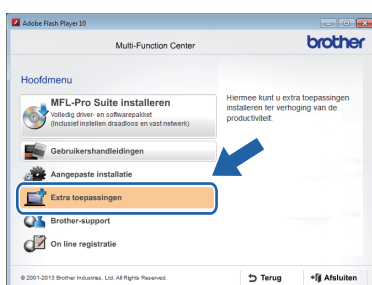 Adobe Flash Player 10
Multi-Function Center
brother
Hoofdmenu
MFL-Pro Suite installeren
Volledig driver- en softwarepakket
(Inclusief instellen draadloos en vast netwerk)
Hiermee kunt u extra toepassingen
installeren ter verhoging van de
productiviteit.
Gebruikershandleidingen
Aangepaste installatie
Extra toepassingen
Brother-support
On line registratie
© 2001-2013 Brother Industries, Ltd. All Rights Reserved.
Terug
Afsluiten